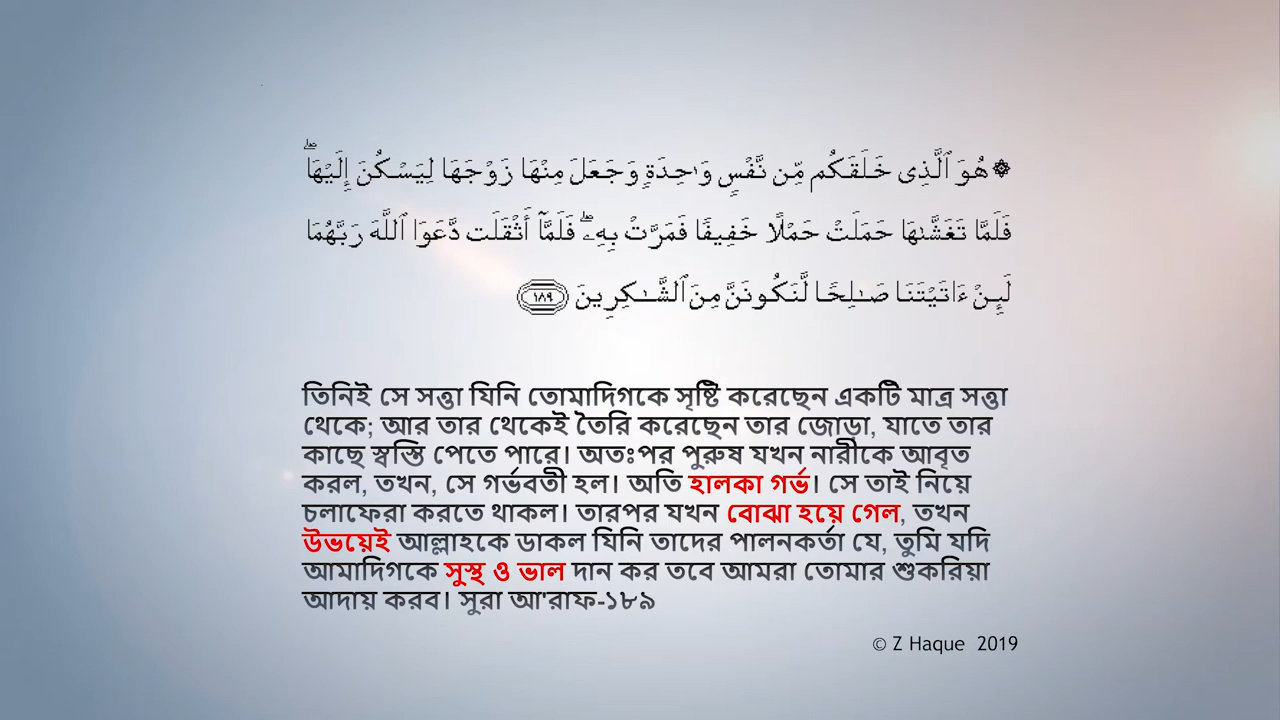 ۞ هُوَ ٱلَّذِى خَلَقَكُم مِّن نَّفْسٍ وَٰحِدَةٍ وَجَعَلَ مِنْهَا زَوْجَهَا لِيَسْكُنَ إِلَيْهَا ۖ
فَلَمَّا تَغَشَّىٰهَا حَمَلَتْ حَمْلًا خَفِيفًا فَمَرَّتْ بِهِۦ ۖ فَلَمَّآ أَثْقَلَت دَّعَوَا ٱللَّهَ رَبَّهُمَا
لَئِنْ ءَاتَيْتَنَا صَـٰلِحًا لَّنَكُونَنَّ مِنَ ٱلشَّـٰكِرِينَ ١٨٩
তিনিই সে সত্তা যিনি তোমাদিগকে সৃষ্টি করেছেন একটি মাত্র সত্তা
থেকে; আর তার থেকেই তৈরি করেছেন তার জোড়া, যাতে তার
কাছে স্বস্তি পেতে পারে। অতঃপর পুরুষ যখন নারীকে আবৃত
করল, তখন, সে গর্ভবতী হল। অতি হালকা গর্ভ। সে তাই নিয়ে
চলাফেরা করতে থাকল। তারপর যখন বোঝা হয়ে গেল, তখন
উভয়েই আল্লাহকে ডাকল যিনি তাদের পালনকর্তা যে, তুমি যদি
আমাদিগকে সুস্থ ও ভাল দান কর তবে আমরা তোমার শুকরিয়া
আদায় করব। সুরা আ'রাফ-১৮৯
© Z Haque 2019